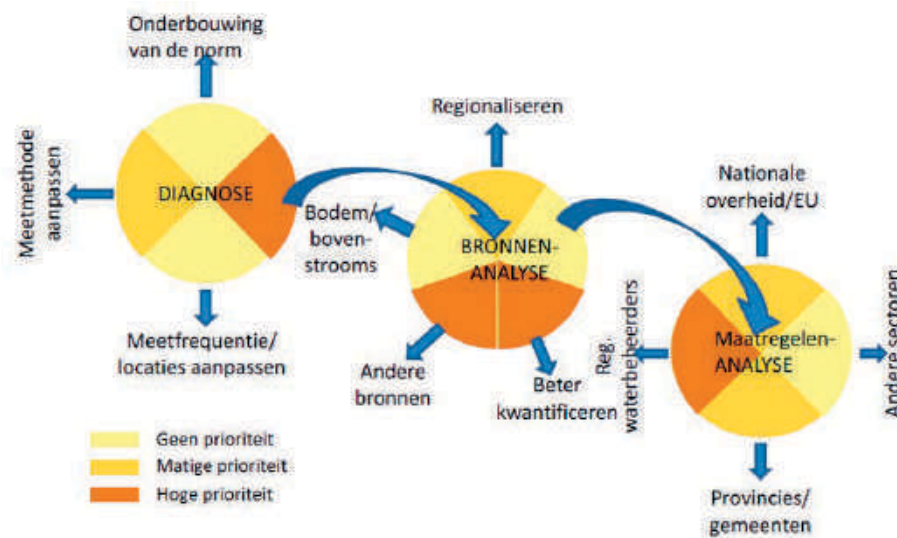 Onderbouwing
van de norm
Meetmethode
aanpassen
DIAGNOSE
Meetfrequentie/
locaties aanpassen
Regionaliseren
Bodem/
boven-
strooms
BRONNEN-
ANALYSE
Andere
bronnen
Beter
kwantificeren
Nationale
overheid/EU
Reg.
waterbeheerders
Maatregelen-
ANALYSE
Andere sectoren
Provincies/
gemeenten
Geen prioriteit
Matige prioriteit
Hoge prioriteit